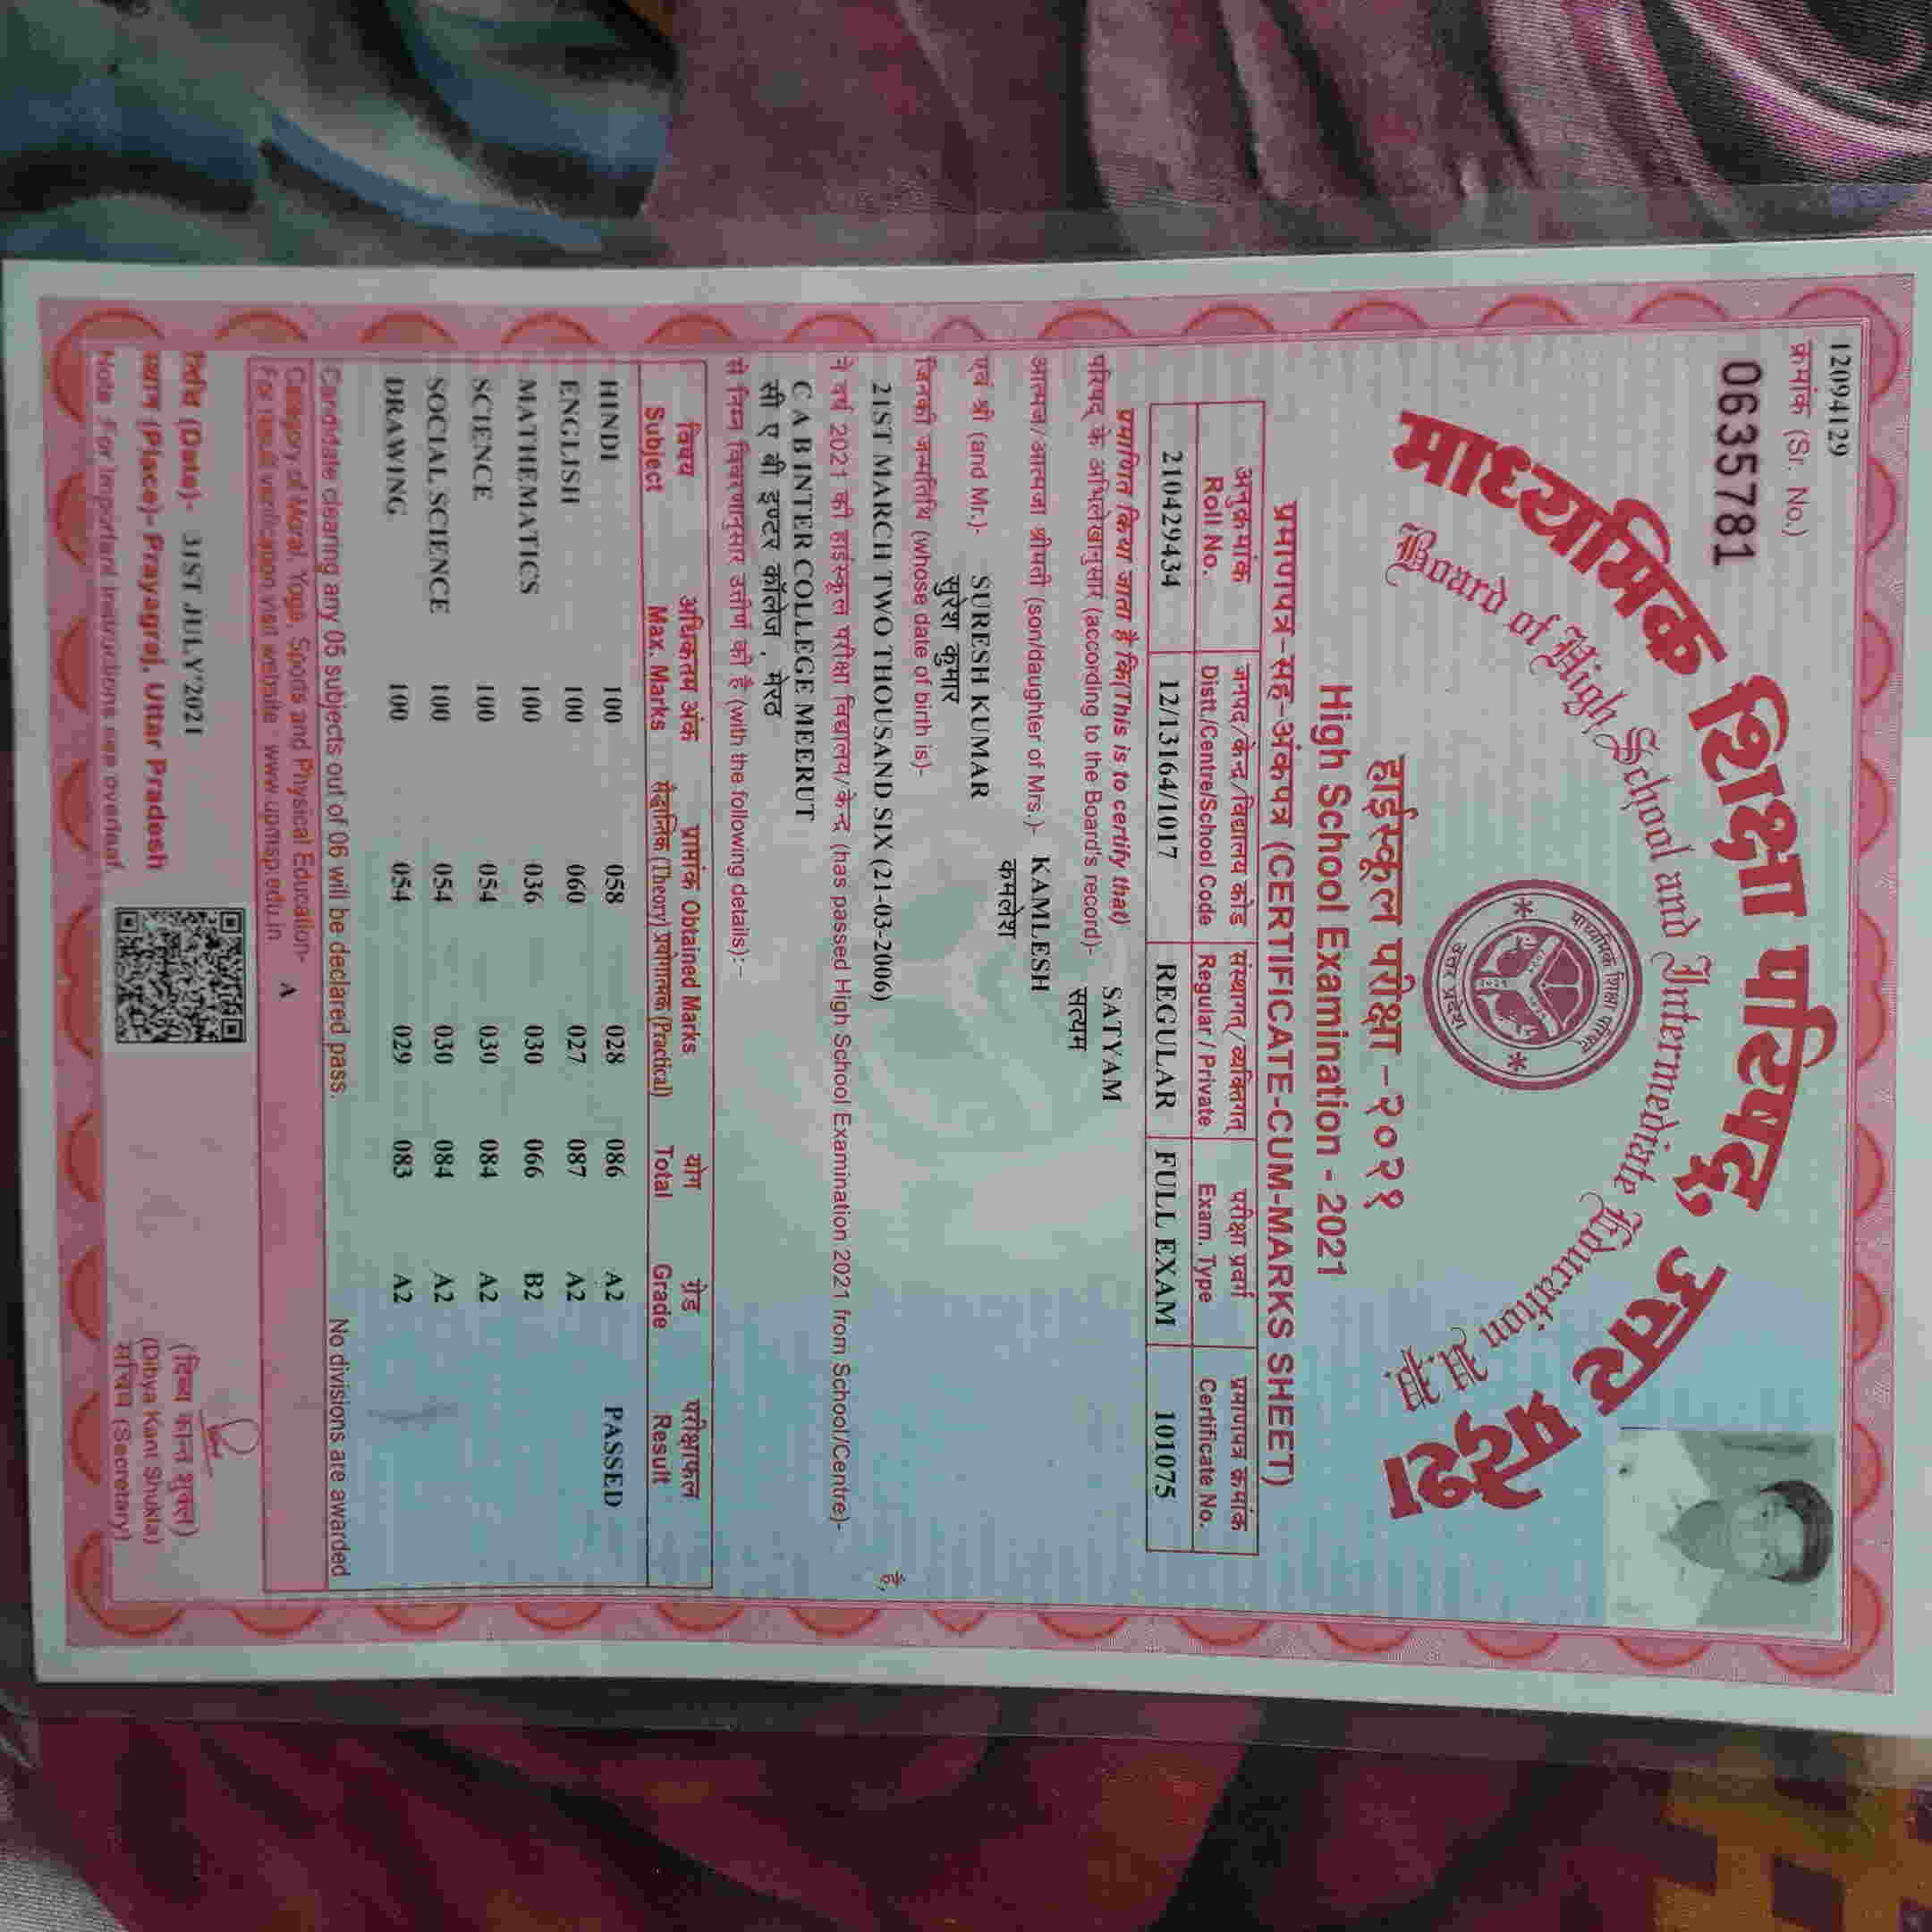 12094129
क्रमांक (Sr. No.)
0635781
माध्यमिक शिक्षा परिषद्, उत्तर प्रदेश
Board of High School and Intermediate Education U.P.
माध्यमिक शिक्षा परिषद
उत्तर प्रदेश
हाईस्कूल परीक्षा - २०२१
High School Examination - 2021
प्रमाणपत्र-सह-अंकपत्र (CERTIFICATE-CUM-MARKS SHEET)
अनुक्रमांक जनपद/केन्द्र/विद्यालय कोड संस्थागत/व्यक्तिगत परीक्षा प्रवर्ग प्रमाणपत्र क्रमांक
Roll No. Distt./Centre/School Code Regular / Private Exam. Type Certificate No.
210429434 12/13164/1017 REGULAR FULL EXAM 101075
प्रमाणित किया जाता है कि(This is to certify that) SATYAM
परिषद् के अभिलेखानुसार (according to the Board's record)- सत्यम
आत्मज/आत्मजा श्रीमती (son/daughter of Mrs.)- KAMLESH
कमलेश
एवं श्री (and Mr.)- SURESH KUMAR
सुरेश कुमार
जिनकी जन्मतिथि (whose date of birth is)-
21ST MARCH TWO THOUSAND SIX (21-03-2006) है,
ने वर्ष 2021 की हाईस्कूल परीक्षा विद्यालय/केन्द्र (has passed High School Examination 2021 from School/Centre)-
C A B INTER COLLEGE MEERUT
सी ए बी इण्टर कॉलेज , मेरठ
से निम्न विवरणानुसार उत्तीर्ण की है (with the following details):-
विषय अधिकतम अंक प्राप्तांक Obtained Marks योग ग्रेड परीक्षाफल
Subject Max. Marks सैद्धान्तिक (Theory) प्रयोगात्मक (Practical) Total Grade Result
HINDI 100 058 028 086 A2 PASSED
ENGLISH 100 060 027 087 A2
MATHEMATICS 100 036 030 066 B2
SCIENCE 100 054 030 084 A2
SOCIAL SCIENCE 100 054 030 084 A2
DRAWING 100 054 029 083 A2
Candidate clearing any 05 subjects out of 06 will be declared pass. No divisions are awarded
Category of Moral, Yoga, Sports and Physical Education- A
For result verification visit website www.upmsp.edu.in
तिथि (Date)- 31ST JULY'2021
स्थान (Place)- Prayagraj, Uttar Pradesh
Note For Important Instructions see overleaf.
(दिव्य कान्त शुक्ल)
(Dibya Kant Shukla)
सचिव (Secretary)